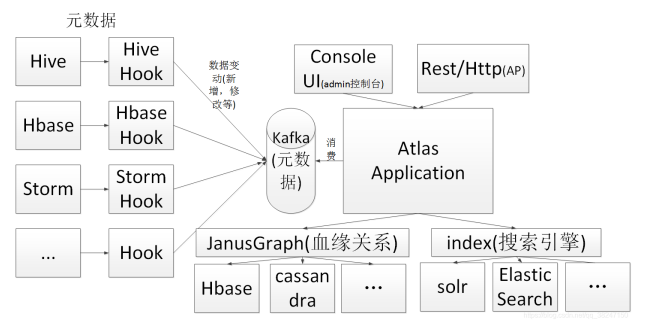 元数据
Hive
Hive
Hook
数据变
动(新
增，修
改等)
Console
UI(admin控制台)
Rest/Http(AP)
Hbase
Hbase
Hook
Kafka
(元数
据)
消
费
Atlas
Application
Storm
Storm
Hook
...
Hook
JanusGraph(血缘关系)
index(搜索引擎)
Hbase
cassan
dra
...
solr
Elastic
Search
...